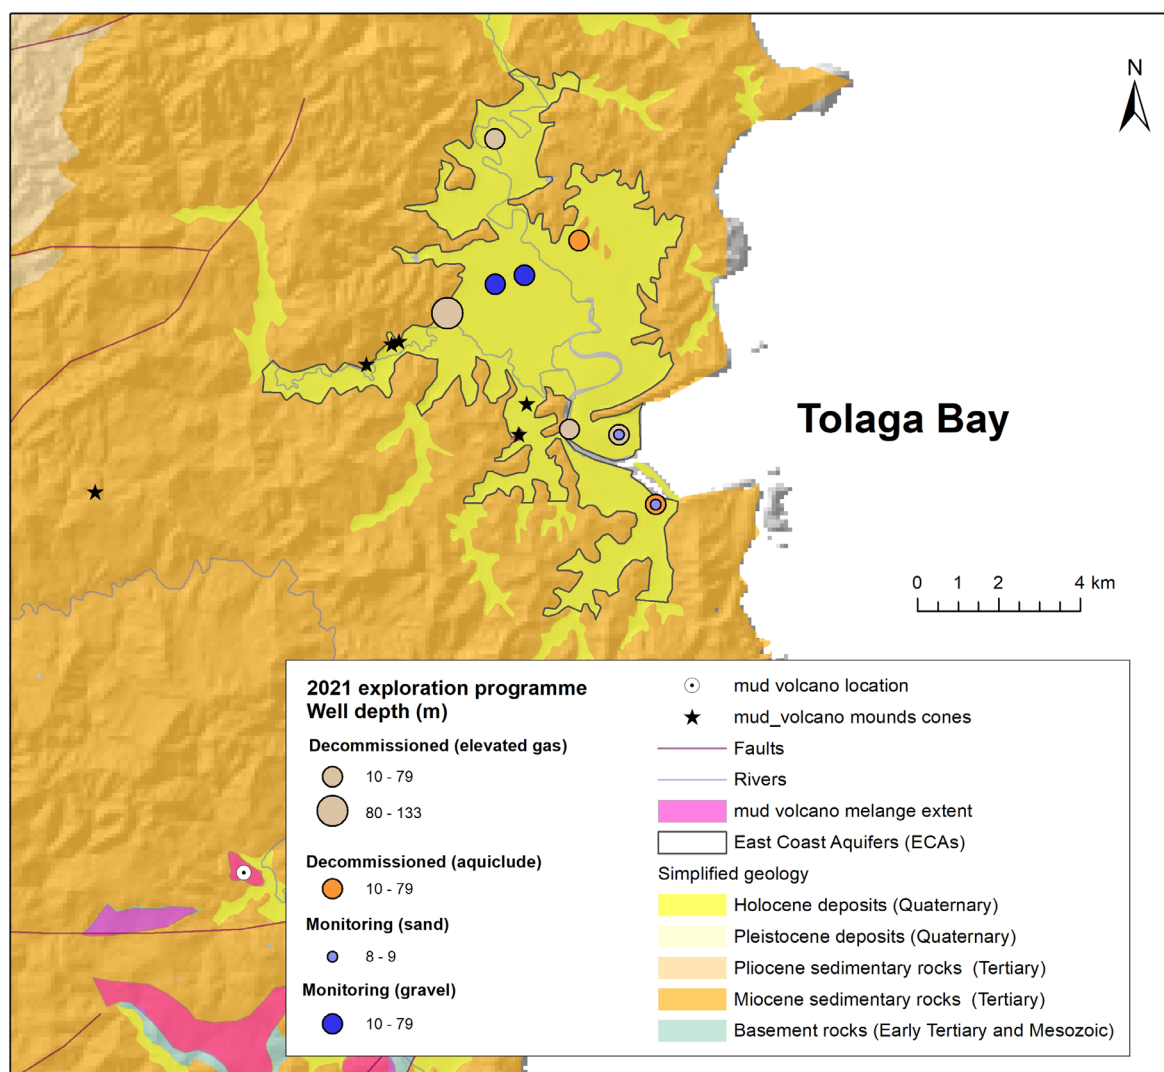 N
Tolaga Bay
0 1 2 4 km
2021 exploration programme
Well depth (m)
Decommissioned (elevated gas)
10 - 79
80 - 133
Decommissioned (aquiclude)
10 - 79
Monitoring (sand)
8 - 9
Monitoring (gravel)
10 - 79
mud volcano location
mud_volcano mounds cones
Faults
Rivers
mud volcano melange extent
East Coast Aquifers (ECAs)
Simplified geology
Holocene deposits (Quaternary)
Pleistocene deposits (Quaternary)
Pliocene sedimentary rocks (Tertiary)
Miocene sedimentary rocks (Tertiary)
Basement rocks (Early Tertiary and Mesozoic)